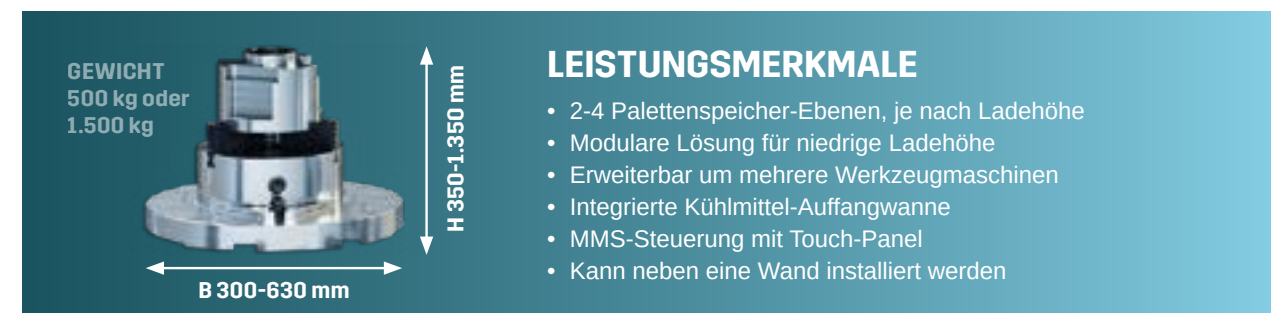 GEWICHT
500 kg oder
1.500 kg
H 350-1.350 mm
B 300-630 mm
LEISTUNGSMERKMALE
• 2-4 Palettenspeicher-Ebenen, je nach Ladehöhe
• Modulare Lösung für niedrige Ladehöhe
• Erweiterbar um mehrere Werkzeugmaschinen
• Integrierte Kühlmittel-Auffangwanne
• MMS-Steuerung mit Touch-Panel
• Kann neben eine Wand installiert werden